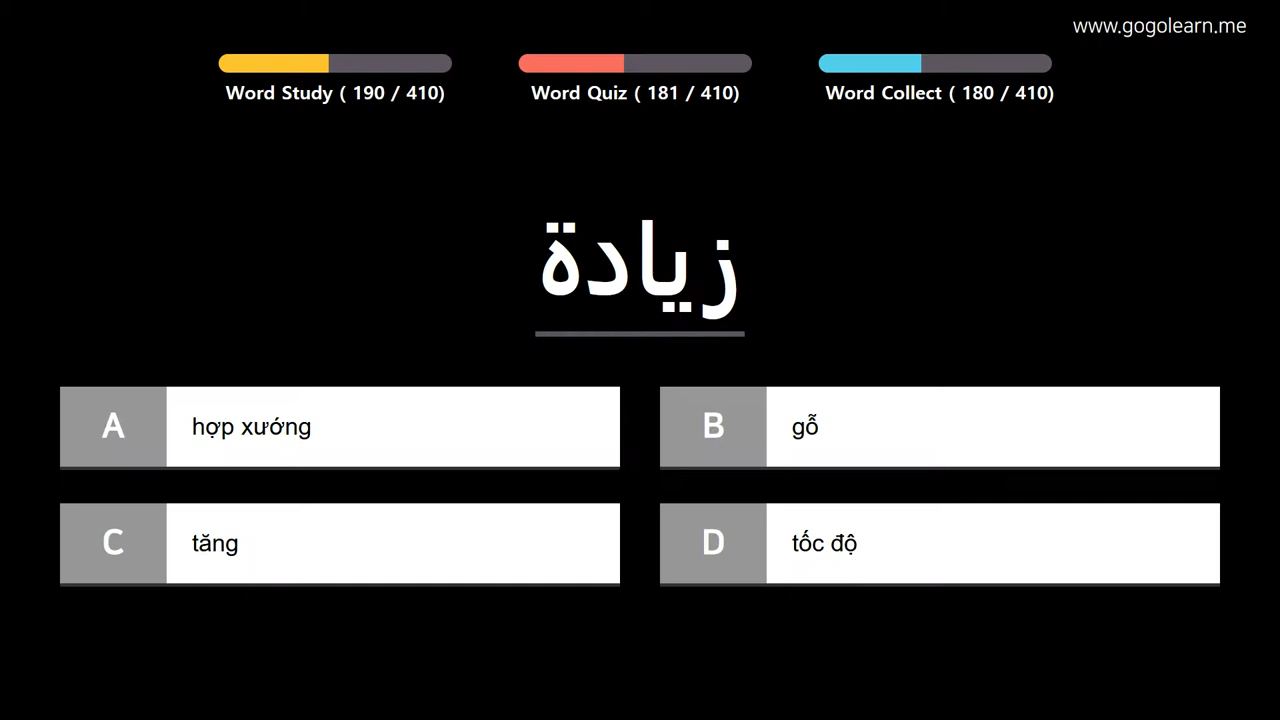 www.gogolearn.me
Word Study ( 190 / 410)
Word Quiz ( 181 / 410)
Word Collect ( 180 / 410)
زيادة
A hợp xướng
B gỗ
C tăng
D tốc độ